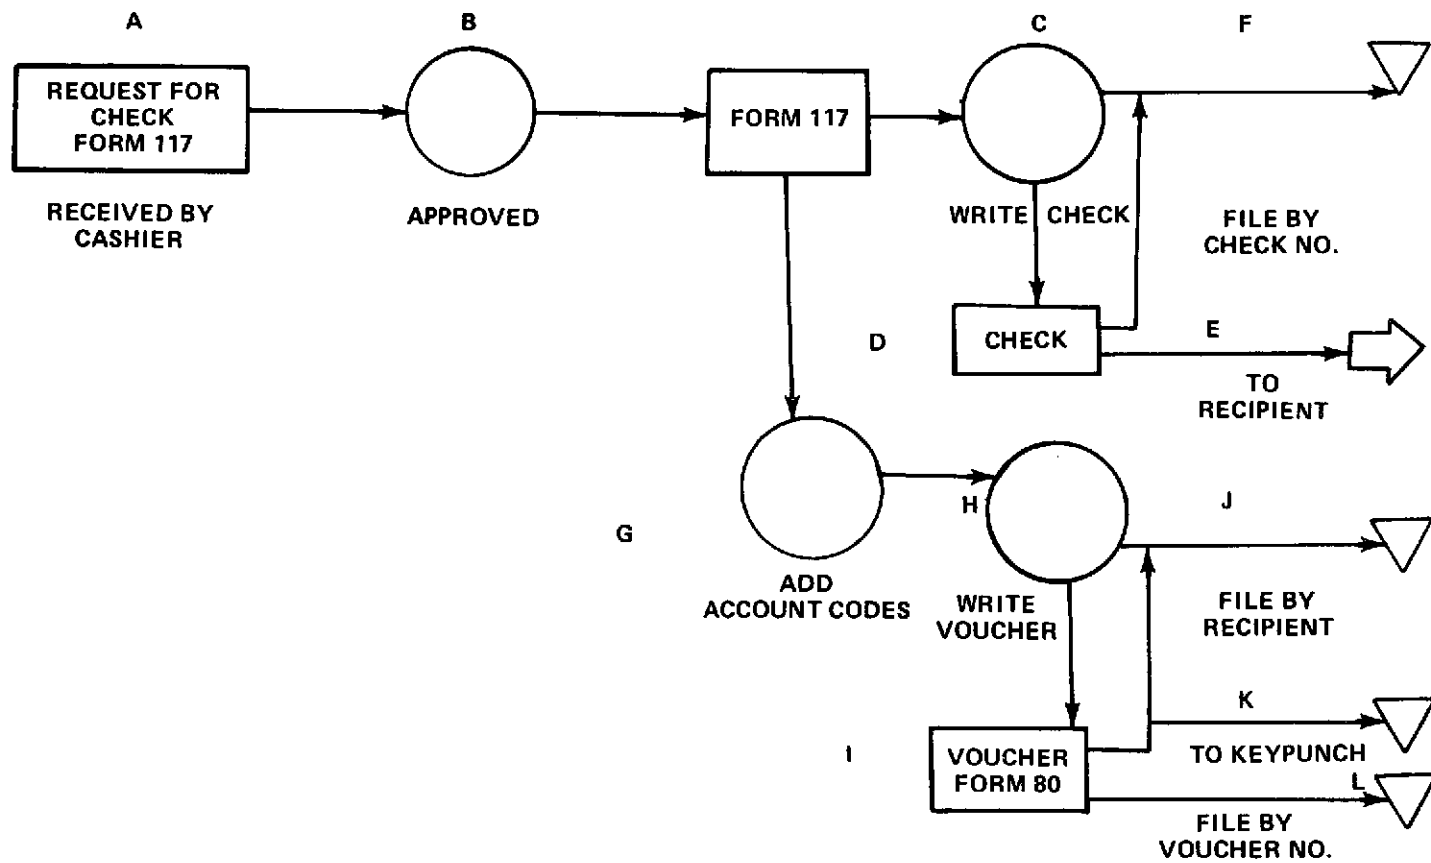 A
B
C
F
REQUEST FOR
CHECK
FORM 117
FORM 117
RECEIVED BY
CASHIER
APPROVED
WRITE CHECK
FILE BY
CHECK NO.
D
CHECK
E
TO
RECIPIENT
G
H
J
ADD
ACCOUNT CODES
WRITE
VOUCHER
FILE BY
RECIPIENT
K
I
VOUCHER
FORM 80
TO KEYPUNCH
L
FILE BY
VOUCHER NO.